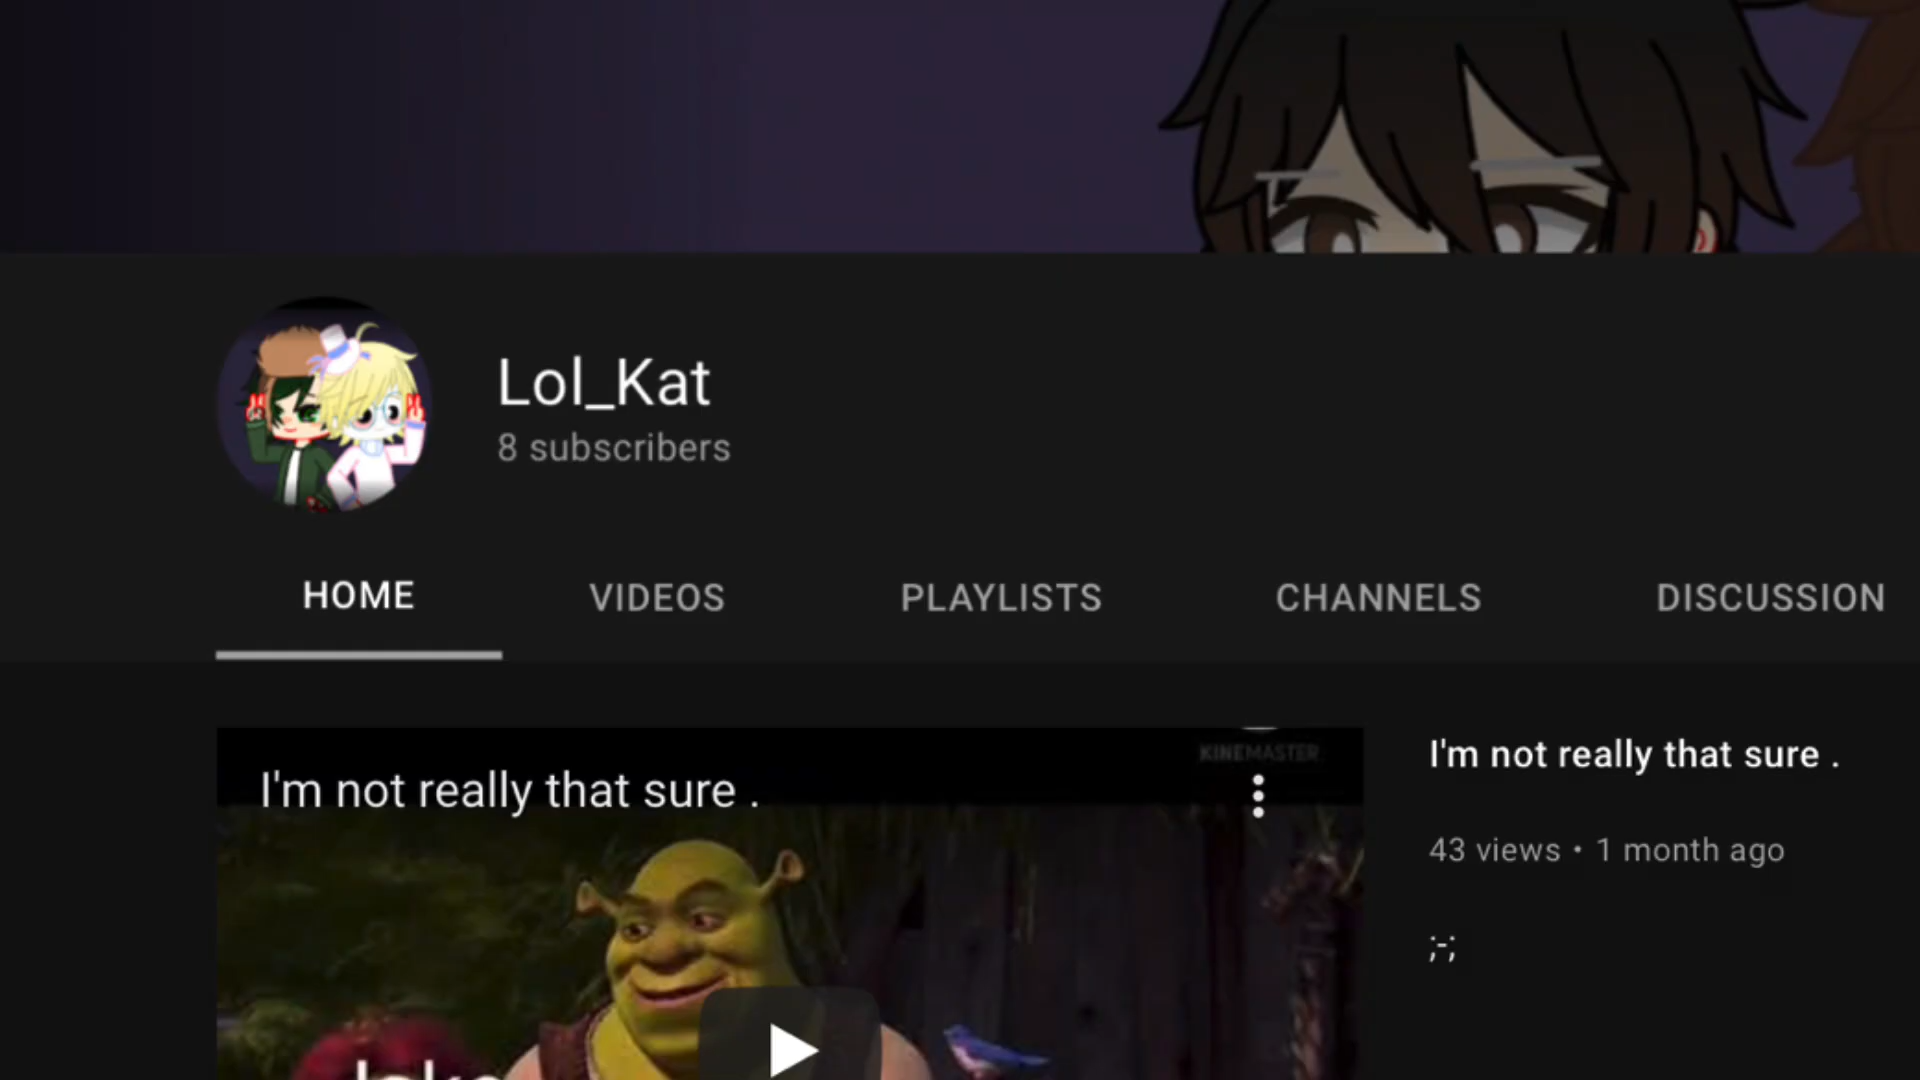 Lol_Kat
8 subscribers
HOME VIDEOS PLAYLISTS CHANNELS DISCUSSION
KINEMASTER
I'm not really that sure .
I'm not really that sure .
43 views • 1 month ago
;-;